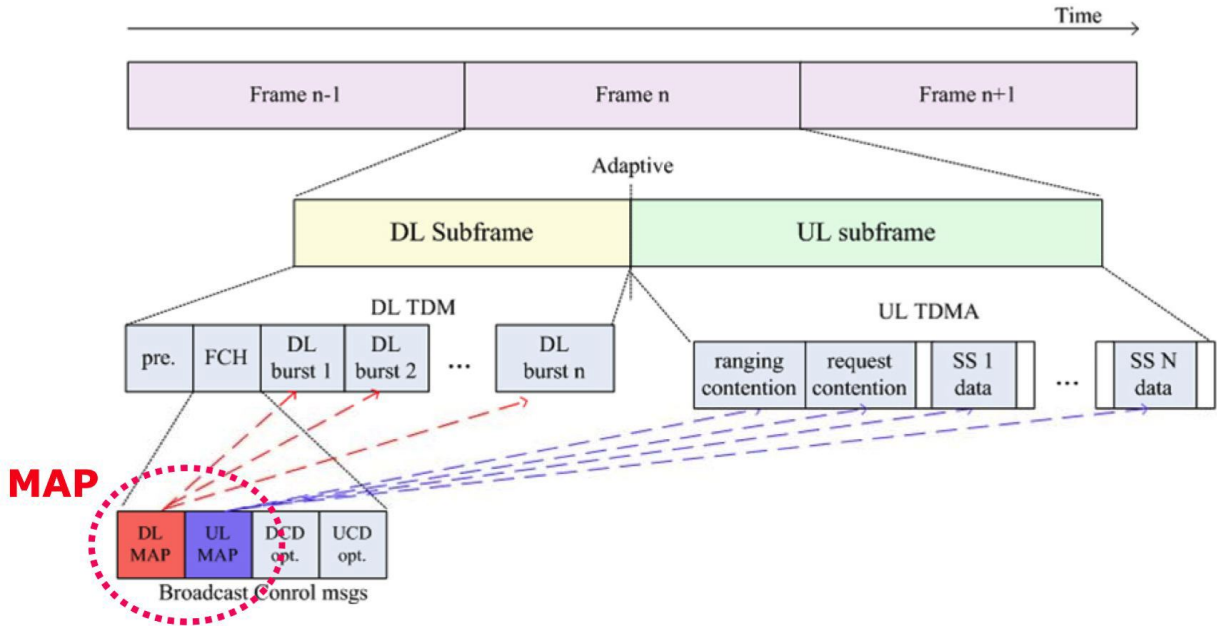 Time
Frame n-1
Frame n
Frame n+1
Adaptive
DL Subframe
UL subframe
DL TDM
UL TDMA
pre.
FCH
DL
burst 1
DL
burst 2
...
DL
burst n
ranging
contention
request
contention
SS 1
data
...
SS N
data
MAP
DL
MAP
UL
MAP
DCD
opt.
UCD
opt.
Broadcast Conrol msgs